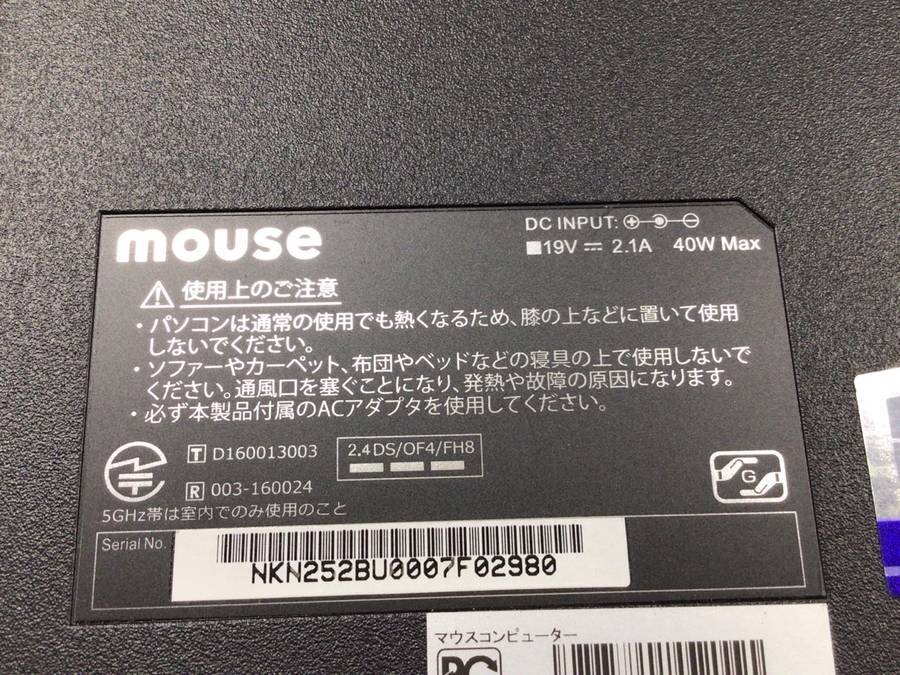 mouse
DC INPUT:
19V 2.1A 40W Max
使用上のご注意
・パソコンは通常の使用でも熱くなるため、膝の上などに置いて使用
しないでください。
・ソファーやカーペット、布団やベッドなどの寝具の上で使用しないで
ください。通風口を塞ぐことになり、発熱や故障の原因になります。
・必ず本製品付属のACアダプタを使用してください。
T D160013003
2.4DS/OF4/FH8
R 003-160024
G
5GHz帯は室内でのみ使用のこと
Serial No.
NKN252BU0007F02980
マウスコンピューター
PC